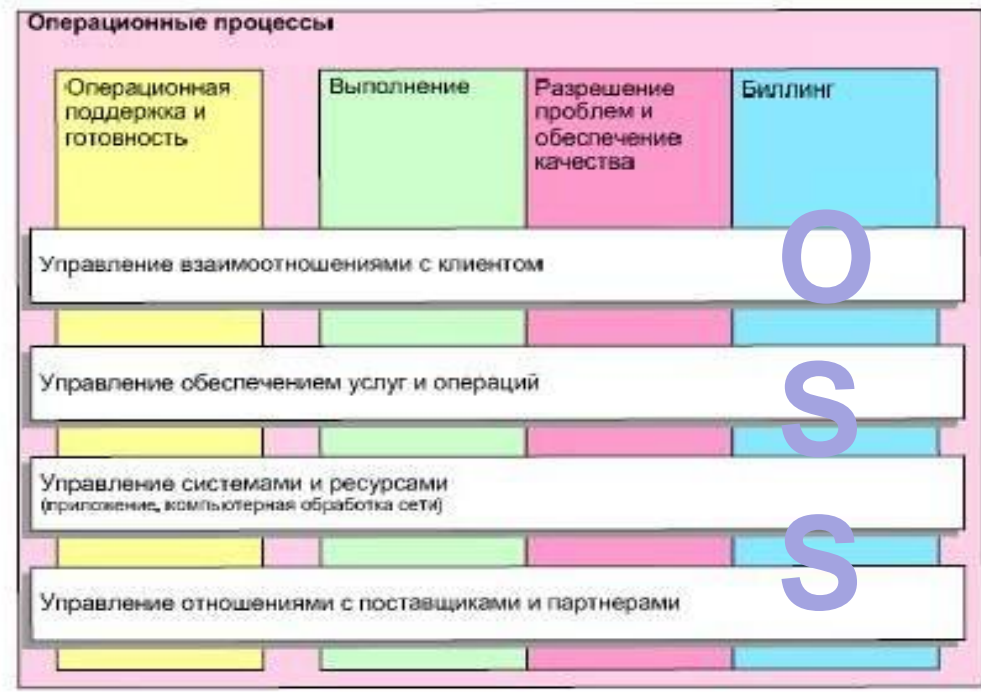 Операционные процессы
Операционная
поддержка и
готовность
Выполнение
Разрешение
проблем и
обеспечение
качества
Биллинг
Управление взаимоотношениями с клиентом
Управление обеспечением услуг и операций
Управление системами и ресурсами
(приложение, компьютерная обработка сети)
Управление отношениями с поставщиками и партнерами
O
S
S